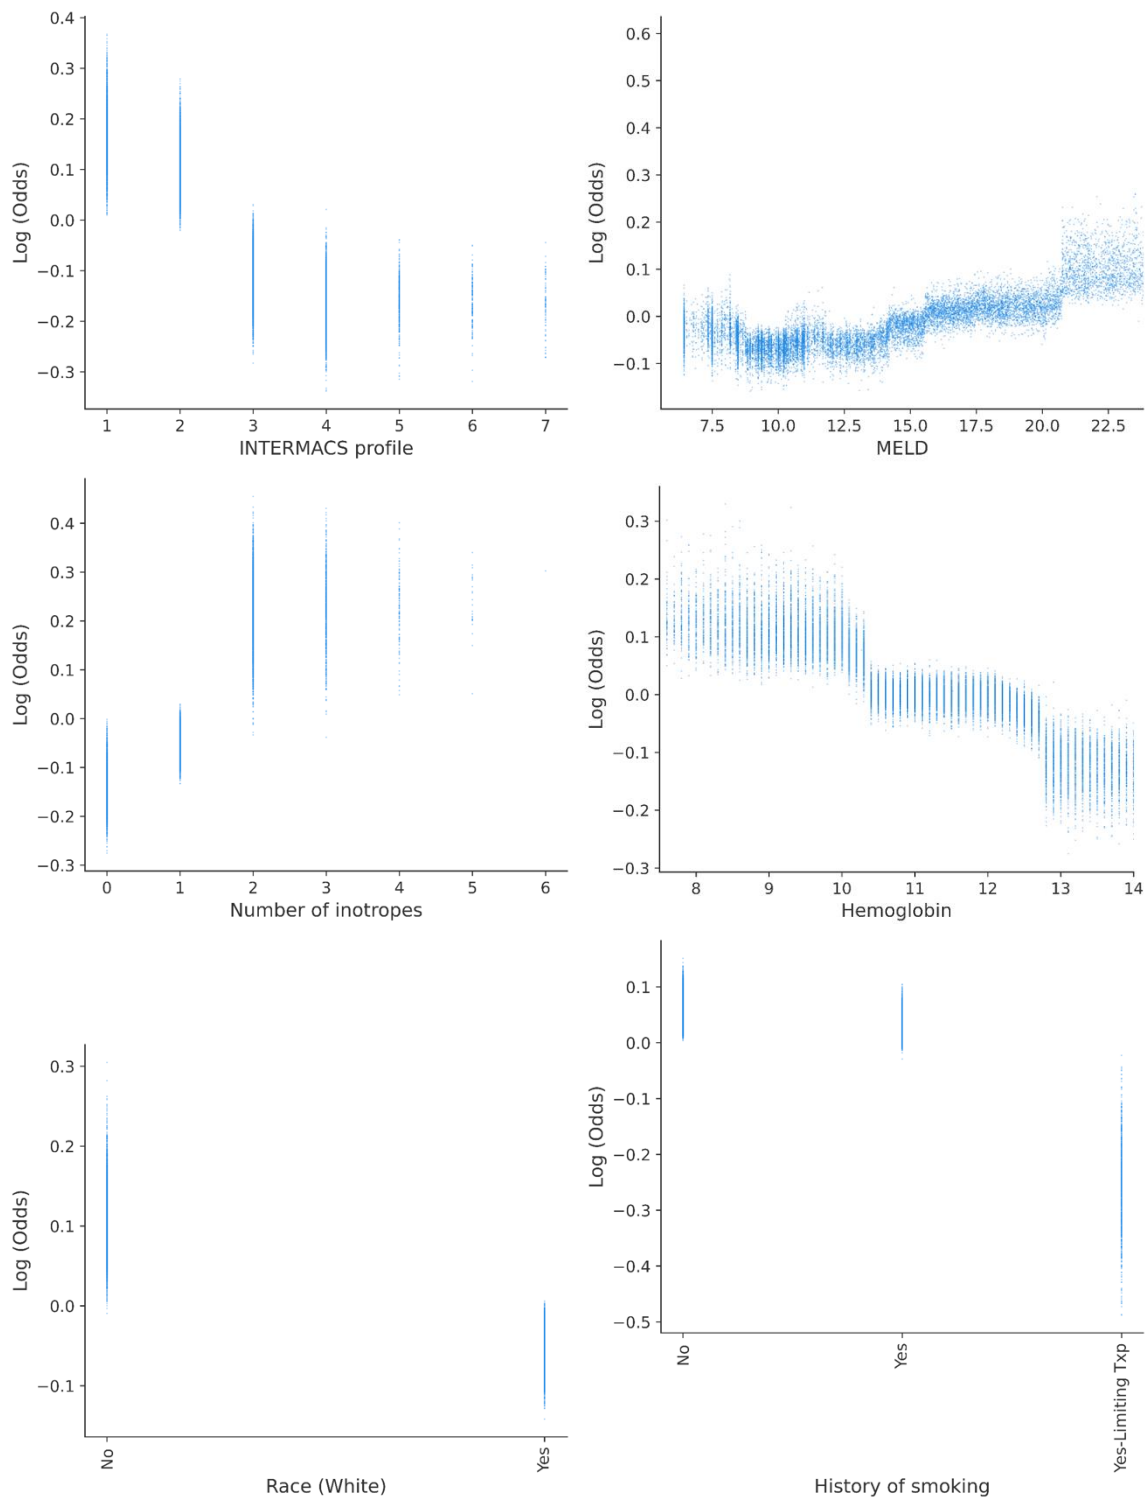 0.4
0.3
0.2
0.1
0.0
−0.1
−0.2
−0.3
Log (Odds)
1 2 3 4 5 6 7
INTERMACS profile
0.6
0.5
0.4
0.3
0.2
0.1
0.0
−0.1
Log (Odds)
7.5 10.0 12.5 15.0 17.5 20.0 22.5
MELD
0.4
0.3
0.2
0.1
0.0
−0.1
−0.2
−0.3
Log (Odds)
0 1 2 3 4 5 6
Number of inotropes
0.3
0.2
0.1
0.0
−0.1
−0.2
−0.3
Log (Odds)
8 9 10 11 12 13 14
Hemoglobin
0.3
0.2
0.1
0.0
−0.1
Log (Odds)
No Yes
Race (White)
0.1
0.0
−0.1
−0.2
−0.3
−0.4
−0.5
Log (Odds)
No Yes Yes-Limiting Txp
History of smoking